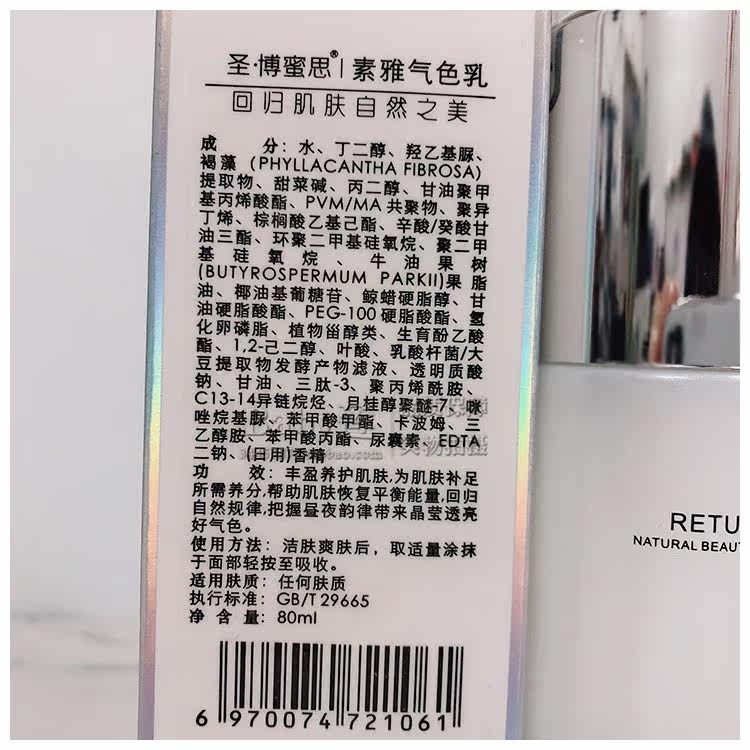 圣·博蜜思®|素雅气色乳
回归肌肤自然之美
成 分：水、丁二醇、羟乙基脲、
褐藻（PHYLLACANTHA FIBROSA)
提取物、甜菜碱、丙二醇、甘油聚甲
基丙烯酸酯、PVM/MA 共聚物、聚异
丁烯、棕榈酸乙基己酯、辛酸/癸酸甘
油三酯、环聚二甲基硅氧烷、聚二甲
基硅氧烷、牛油果树
(BUTYROSPERMUM PARKII)果脂
油、椰油基葡糖苷、鲸蜡硬脂醇、甘
油硬脂酸酯、PEG-100 硬脂酸酯、氢
化卵磷脂、植物甾醇类、生育酚乙酸
酯、1,2-己二醇、叶酸、乳酸杆菌/大
豆提取物发酵产物滤液、透明质酸
钠、甘油、三肽-3、聚丙烯酰胺、
C13-14异链烷烃、月桂醇聚醚-7、咪
唑烷基脲、苯甲酸甲酯、卡波姆、三
乙醇胺、苯甲酸丙酯、尿囊素、EDTA
二钠、(日用)香精
功 效：丰盈养护肌肤,为肌肤补足
所需养分,帮助肌肤恢复平衡能量,回归
自然规律,把握昼夜韵律带来晶莹透亮
好气色。
使用方法：洁肤爽肤后，取适量涂抹
于面部轻按至吸收。
适用肤质：任何肤质
执行标准：GB/T 29665
净 含 量：80ml
6 970074 721061
RETU
NATURAL BEAUT
实物拍摄